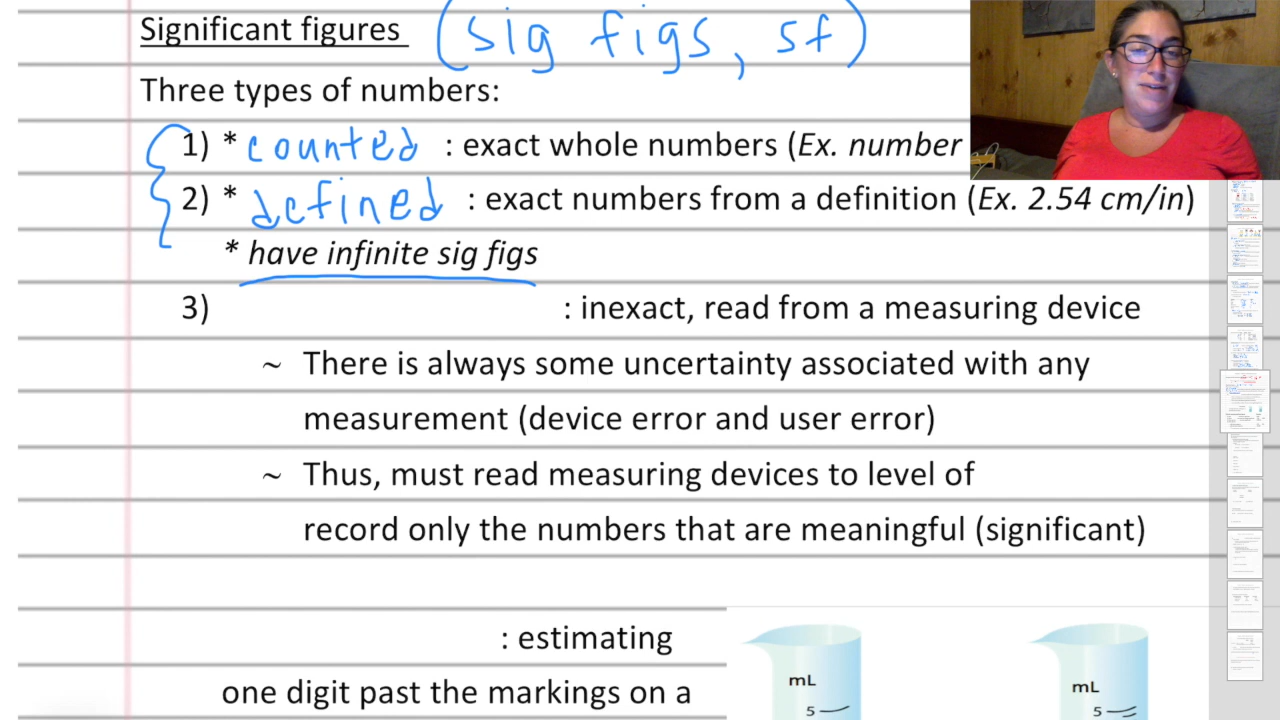 Significant figures (sig figs, sf)
Three types of numbers:
1) * counted : exact whole numbers (Ex. number
2) * defined : exact numbers from a definition (Ex. 2.54 cm/in)
* have infinite sig figs
3) : inexact, read from a measuring device
~ There is always some uncertainty associated with any
measurement (device error and user error)
~ Thus, must read measuring devices to level of
record only the numbers that are meaningful (significant)
: estimating
one digit past the markings on a
mL
5
mL
5